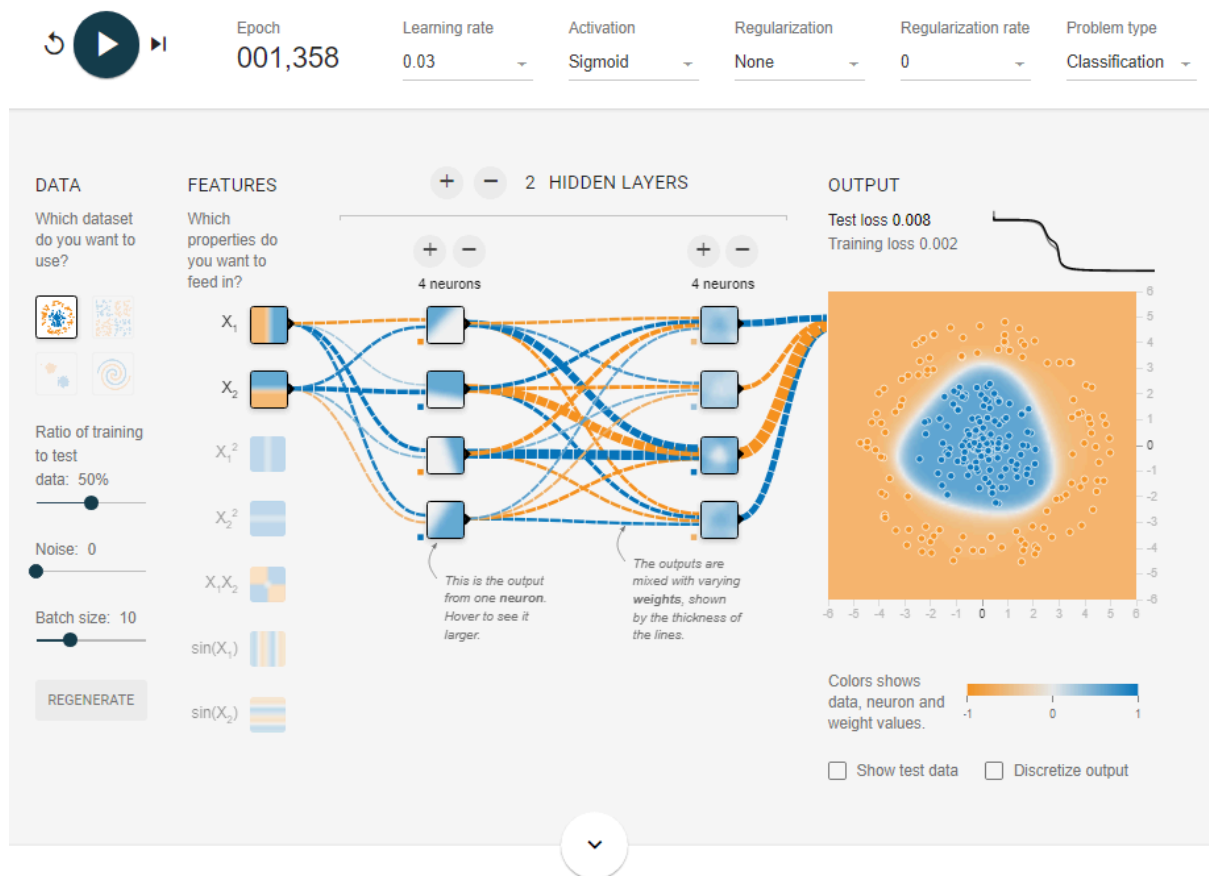 Epoch
001,358
Learning rate
0.03
Activation
Sigmoid
Regularization
None
Regularization rate
0
Problem type
Classification
DATA
Which dataset
do you want to
use?
Ratio of training
to test
data: 50%
Noise: 0
Batch size: 10
REGENERATE
FEATURES
Which
properties do
you want to
feed in?
X₁
X₂
X₁²
X₂²
X₁X₂
sin(X₁)
sin(X₂)
+ − 2 HIDDEN LAYERS
+ −
4 neurons
+ −
4 neurons
This is the output
from one neuron.
Hover to see it
larger.
The outputs are
mixed with varying
weights, shown
by the thickness of
the lines.
OUTPUT
Test loss 0.008
Training loss 0.002
6
5
4
3
2
1
0
-1
-2
-3
-4
-5
-6
-6 -5 -4 -3 -2 -1 0 1 2 3 4 5 6
Colors shows
data, neuron and
weight values.
-1 0 1
Show test data
Discretize output